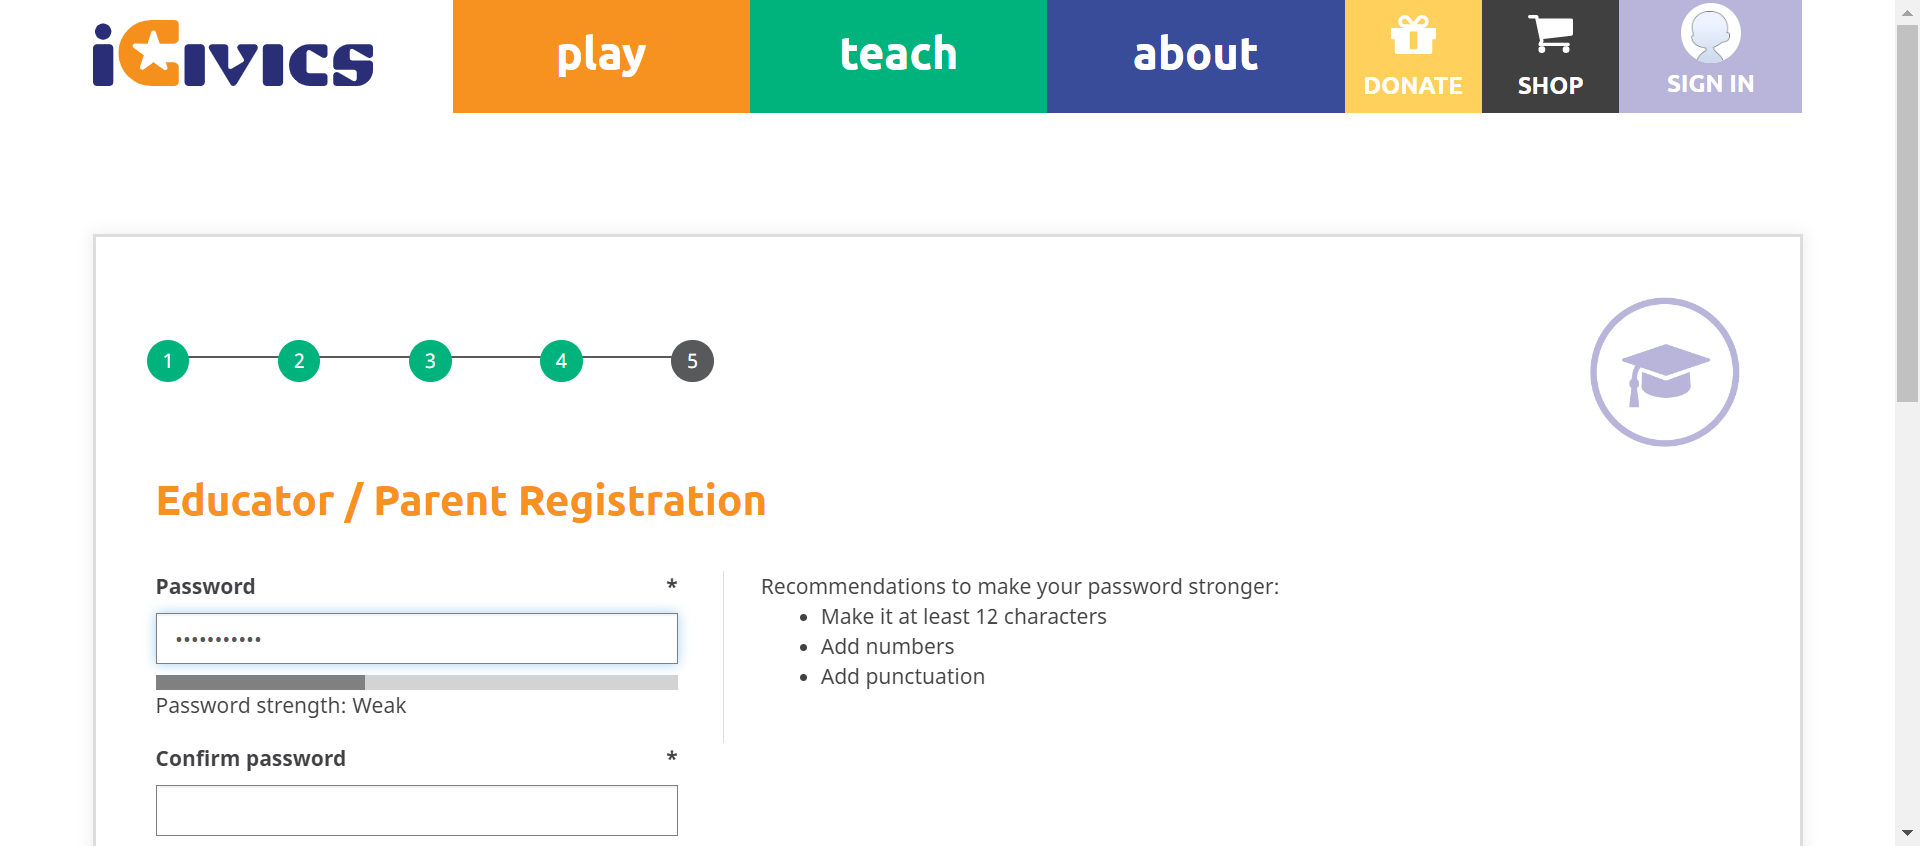 iCivics
play
teach
about
DONATE
SHOP
SIGN IN
1 2 3 4 5
Educator / Parent Registration
Password *
•••••••••••
Password strength: Weak
Confirm password *
Recommendations to make your password stronger:
• Make it at least 12 characters
• Add numbers
• Add punctuation